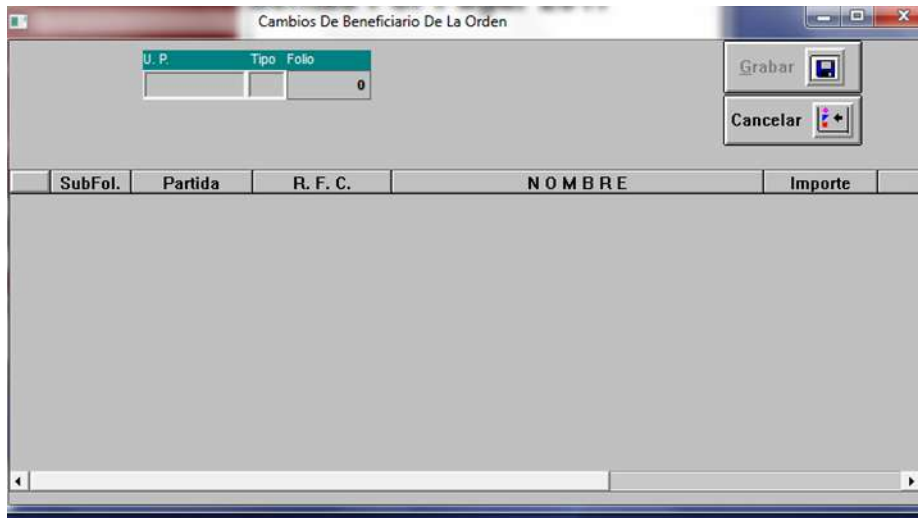 Cambios De Beneficiario De La Orden
U. P. Tipo Folio
0
Grabar
Cancelar
SubFol. Partida R. F. C. N O M B R E Importe